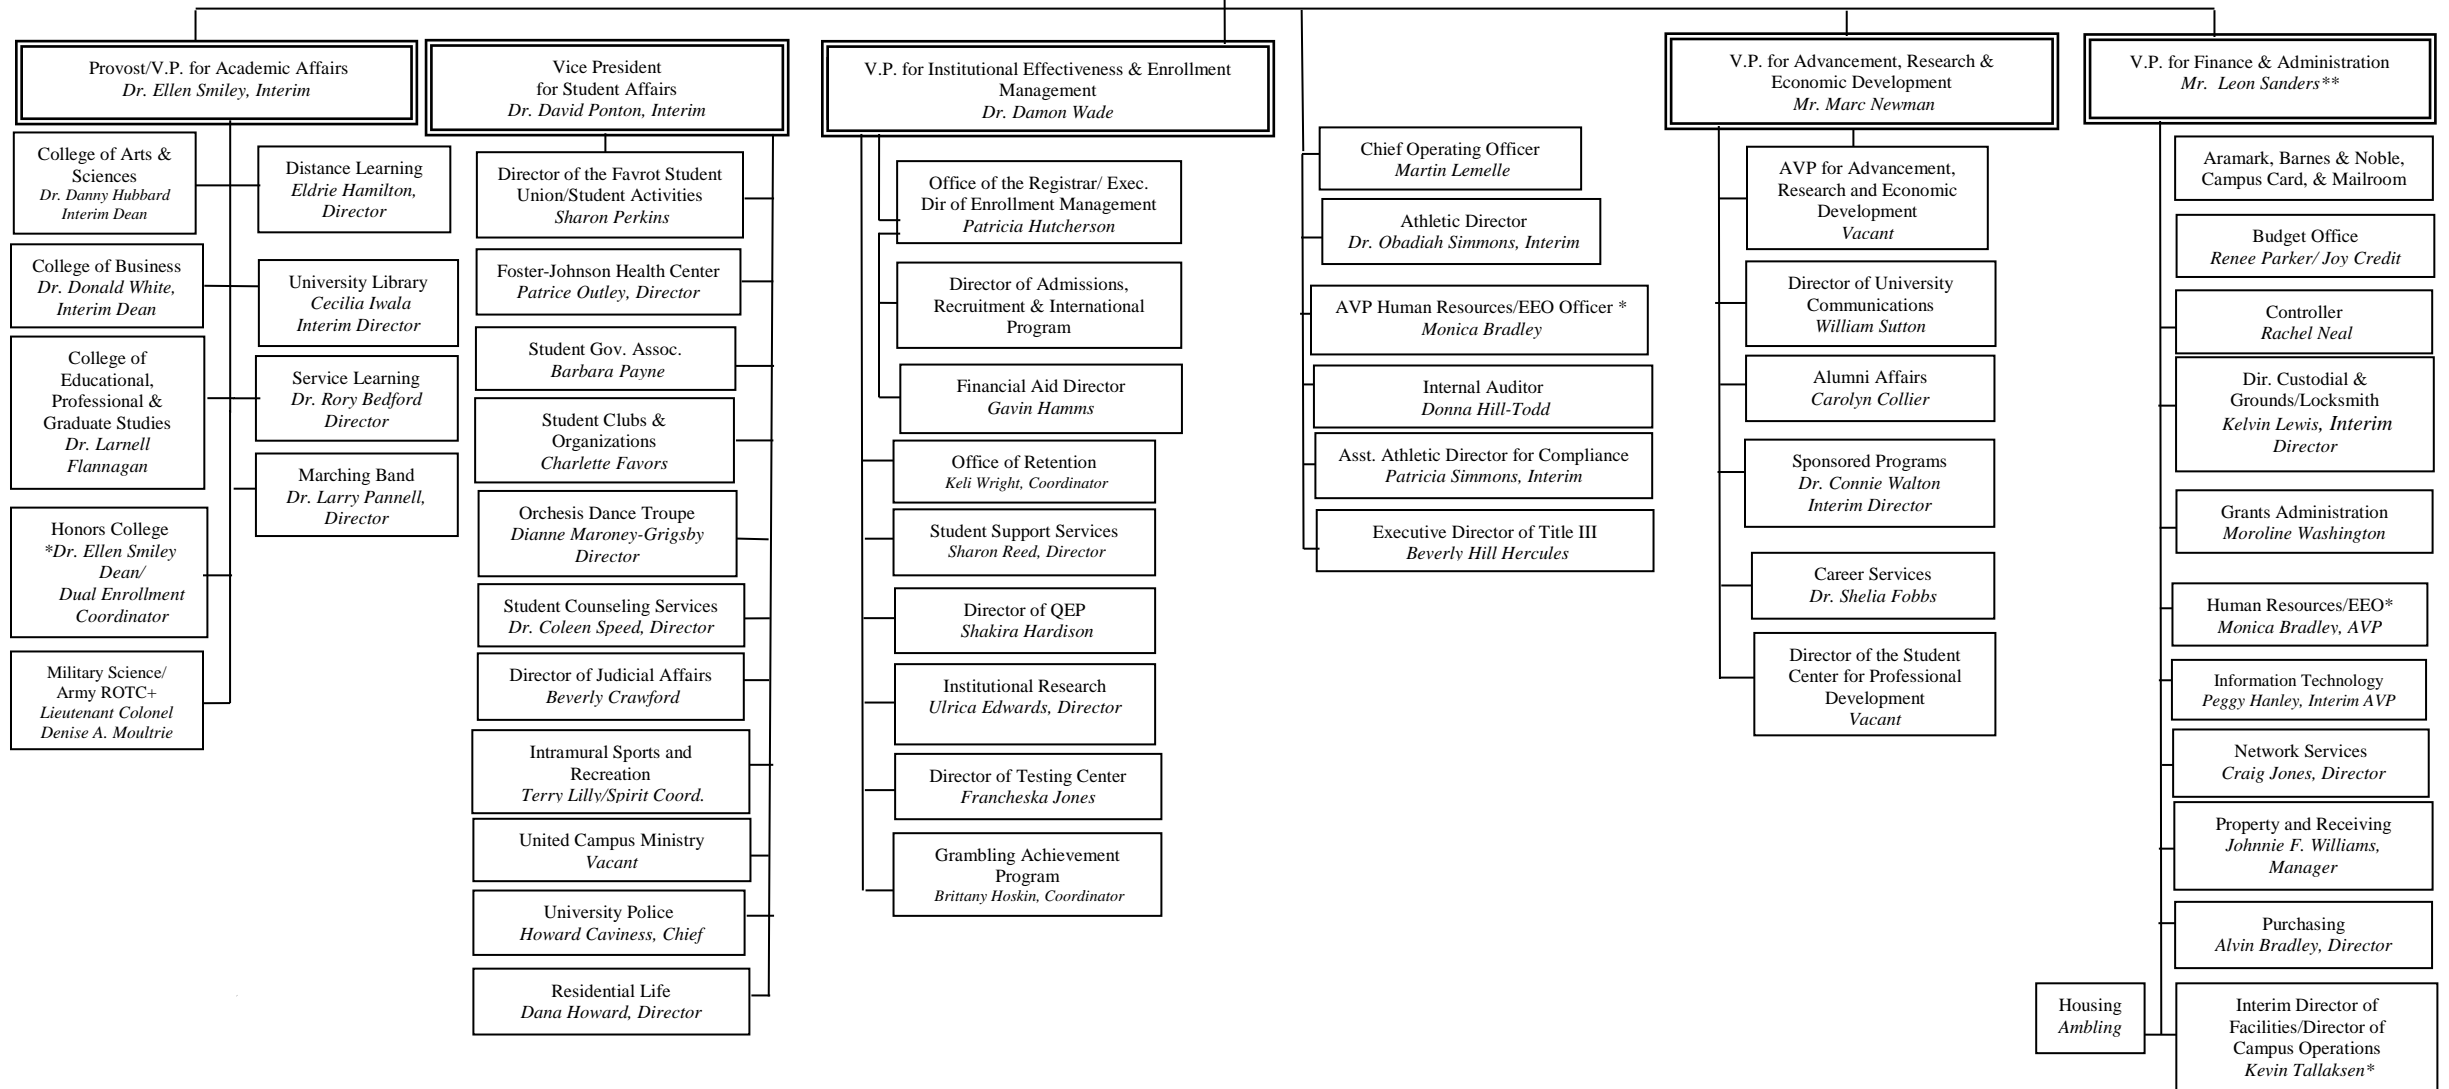 Provost/V.P. for Academic Affairs
Dr. Ellen Smiley, Interim
College of Arts &
Sciences
Dr. Danny Hubbard
Interim Dean
College of Business
Dr. Donald White,
Interim Dean
College of
Educational,
Professional &
Graduate Studies
Dr. Larnell
Flannagan
Honors College
*Dr. Ellen Smiley
Dean/
Dual Enrollment
Coordinator
Military Science/
Army ROTC+
Lieutenant Colonel
Denise A. Moultrie
Distance Learning
Eldrie Hamilton,
Director
University Library
Cecilia Iwala
Interim Director
Service Learning
Dr. Rory Bedford
Director
Marching Band
Dr. Larry Pannell,
Director
Vice President
for Student Affairs
Dr. David Ponton, Interim
Director of the Favrot Student
Union/Student Activities
Sharon Perkins
Foster-Johnson Health Center
Patrice Outley, Director
Student Gov. Assoc.
Barbara Payne
Student Clubs &
Organizations
Charlette Favors
Orchesis Dance Troupe
Dianne Maroney-Grigsby
Director
Student Counseling Services
Dr. Coleen Speed, Director
Director of Judicial Affairs
Beverly Crawford
Intramural Sports and
Recreation
Terry Lilly/Spirit Coord.
United Campus Ministry
Vacant
University Police
Howard Caviness, Chief
Residential Life
Dana Howard, Director
V.P. for Institutional Effectiveness & Enrollment
Management
Dr. Damon Wade
Office of the Registrar/ Exec.
Dir of Enrollment Management
Patricia Hutcherson
Director of Admissions,
Recruitment & International
Program
Financial Aid Director
Gavin Hamms
Office of Retention
Keli Wright, Coordinator
Student Support Services
Sharon Reed, Director
Director of QEP
Shakira Hardison
Institutional Research
Ulrica Edwards, Director
Director of Testing Center
Francheska Jones
Grambling Achievement
Program
Brittany Hoskin, Coordinator
Chief Operating Officer
Martin Lemelle
Athletic Director
Dr. Obadiah Simmons, Interim
AVP Human Resources/EEO Officer *
Monica Bradley
Internal Auditor
Donna Hill-Todd
Asst. Athletic Director for Compliance
Patricia Simmons, Interim
Executive Director of Title III
Beverly Hill Hercules
V.P. for Advancement, Research &
Economic Development
Mr. Marc Newman
AVP for Advancement,
Research and Economic
Development
Vacant
Director of University
Communications
William Sutton
Alumni Affairs
Carolyn Collier
Sponsored Programs
Dr. Connie Walton
Interim Director
Career Services
Dr. Shelia Fobbs
Director of the Student
Center for Professional
Development
Vacant
V.P. for Finance & Administration
Mr. Leon Sanders**
Aramark, Barnes & Noble,
Campus Card, & Mailroom
Budget Office
Renee Parker/ Joy Credit
Controller
Rachel Neal
Dir. Custodial &
Grounds/Locksmith
Kelvin Lewis, Interim
Director
Grants Administration
Moroline Washington
Human Resources/EEO*
Monica Bradley, AVP
Information Technology
Peggy Hanley, Interim AVP
Network Services
Craig Jones, Director
Property and Receiving
Johnnie F. Williams,
Manager
Purchasing
Alvin Bradley, Director
Housing
Ambling
Interim Director of
Facilities/Director of
Campus Operations
Kevin Tallaksen*